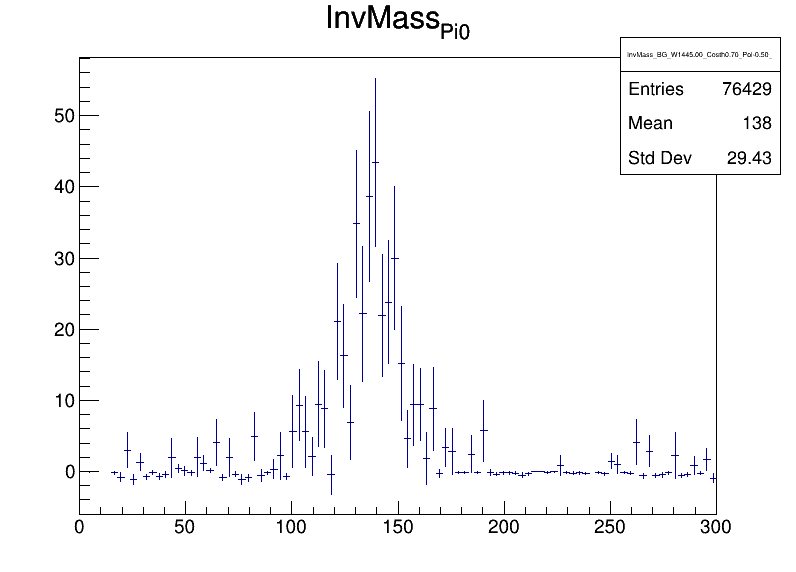 InvMass_Pi0
InvMass_BG_W1445.00_Costh0.70_Pol-0.50_
Entries 76429
Mean 138
Std Dev 29.43
50
40
30
20
10
0
0 50 100 150 200 250 300